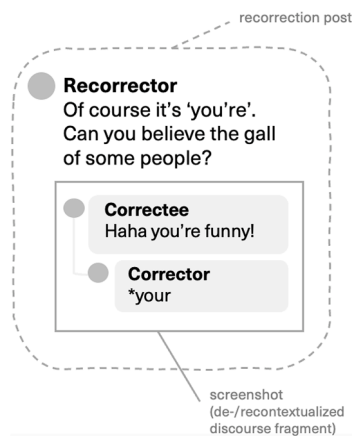 recorrection post
Recorrector
Of course it's ‘you're’.
Can you believe the gall
of some people?
Correctee
Haha you're funny!
Corrector
*your
screenshot
(de-/recontextualized
discourse fragment)